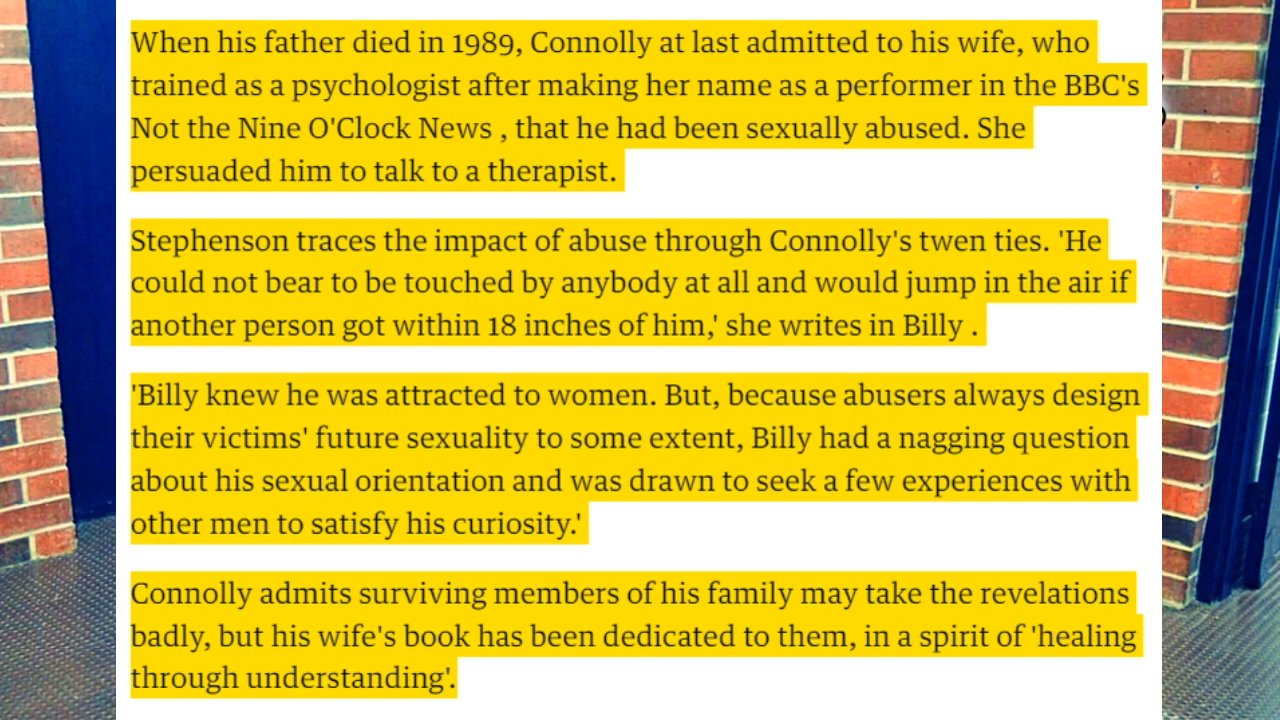 When his father died in 1989, Connolly at last admitted to his wife, who
trained as a psychologist after making her name as a performer in the BBC's
Not the Nine O'Clock News , that he had been sexually abused. She
persuaded him to talk to a therapist.
Stephenson traces the impact of abuse through Connolly's twen ties. 'He
could not bear to be touched by anybody at all and would jump in the air if
another person got within 18 inches of him,' she writes in Billy .
'Billy knew he was attracted to women. But, because abusers always design
their victims' future sexuality to some extent, Billy had a nagging question
about his sexual orientation and was drawn to seek a few experiences with
other men to satisfy his curiosity.'
Connolly admits surviving members of his family may take the revelations
badly, but his wife's book has been dedicated to them, in a spirit of 'healing
through understanding'.